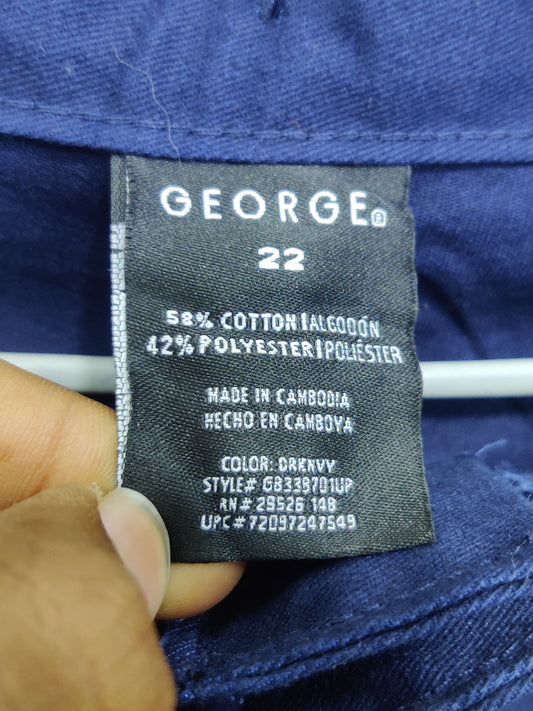 GEORGE®
22
58% COTTON|ALGODÓN
42% POLYESTER|POLIÉSTER
MADE IN CAMBODIA
HECHO EN CAMBOYA
COLOR: DRKNVY
STYLE# GB338701UP
RN# 29526 148
UPC#72097247549